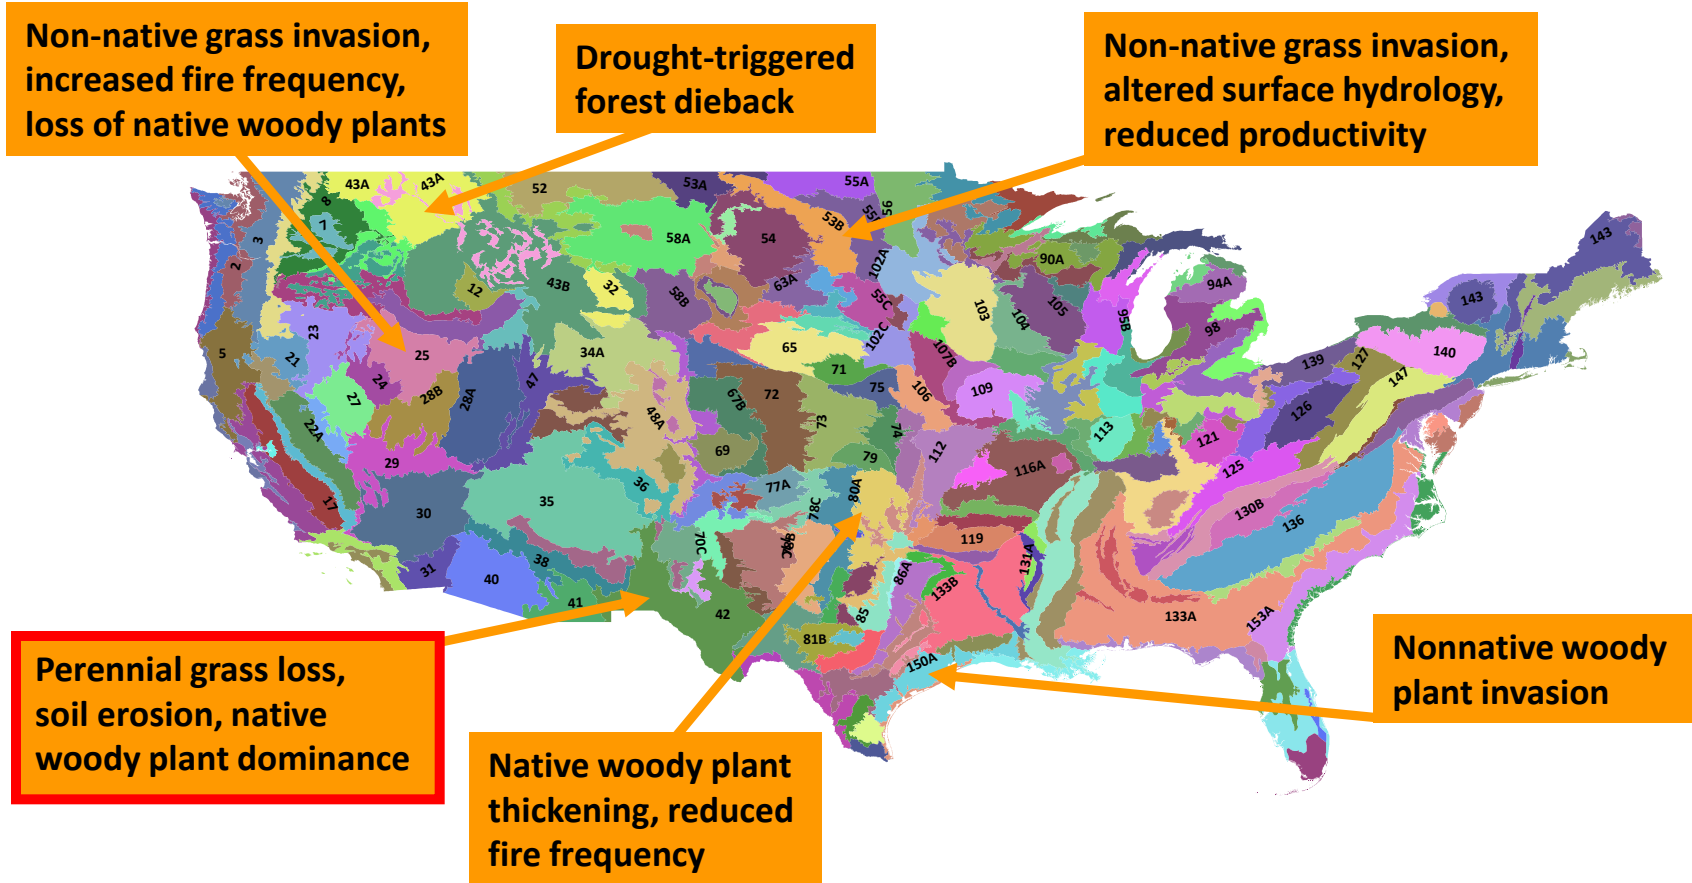 Non-native grass invasion,
increased fire frequency,
loss of native woody plants
Drought-triggered
forest dieback
Non-native grass invasion,
altered surface hydrology,
reduced productivity
43A
43A
52
53A
55A
56
8
7
3
2
53B
58A
54
102A
90A
143
12
43B
32
58B
63A
55C
103
104
105
94A
143
95B
98
23
5
21
25
34A
65
102C
107B
139
127
140
24
28B
28A
47
71
75
106
109
147
27
67B
72
73
126
22A
48A
74
113
121
29
69
79
112
116A
125
36
77A
80A
17
30
35
78C
130B
136
70C
78B
119
31
40
38
131A
86A
133B
41
42
85
133A
153A
81B
150A
Perennial grass loss,
soil erosion, native
woody plant dominance
Native woody plant
thickening, reduced
fire frequency
Nonnative woody
plant invasion